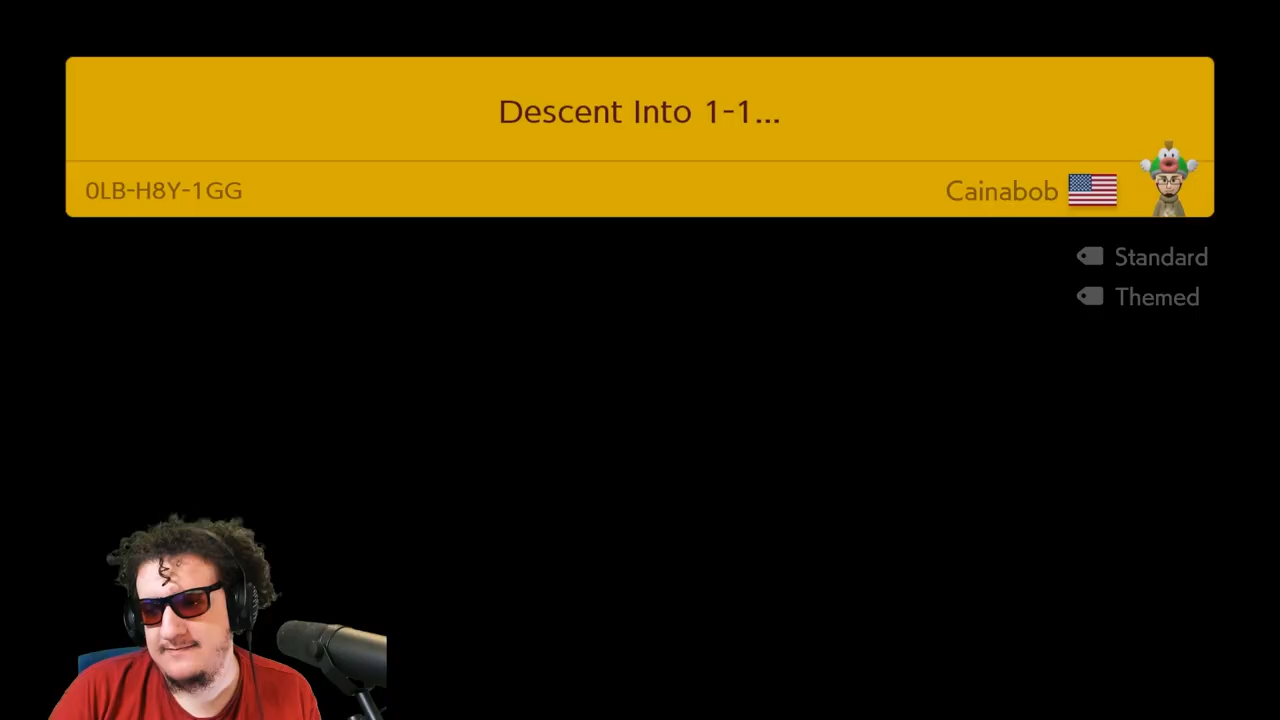 Descent Into 1-1...
0LB-H8Y-1GG
Cainabob
Standard
Themed